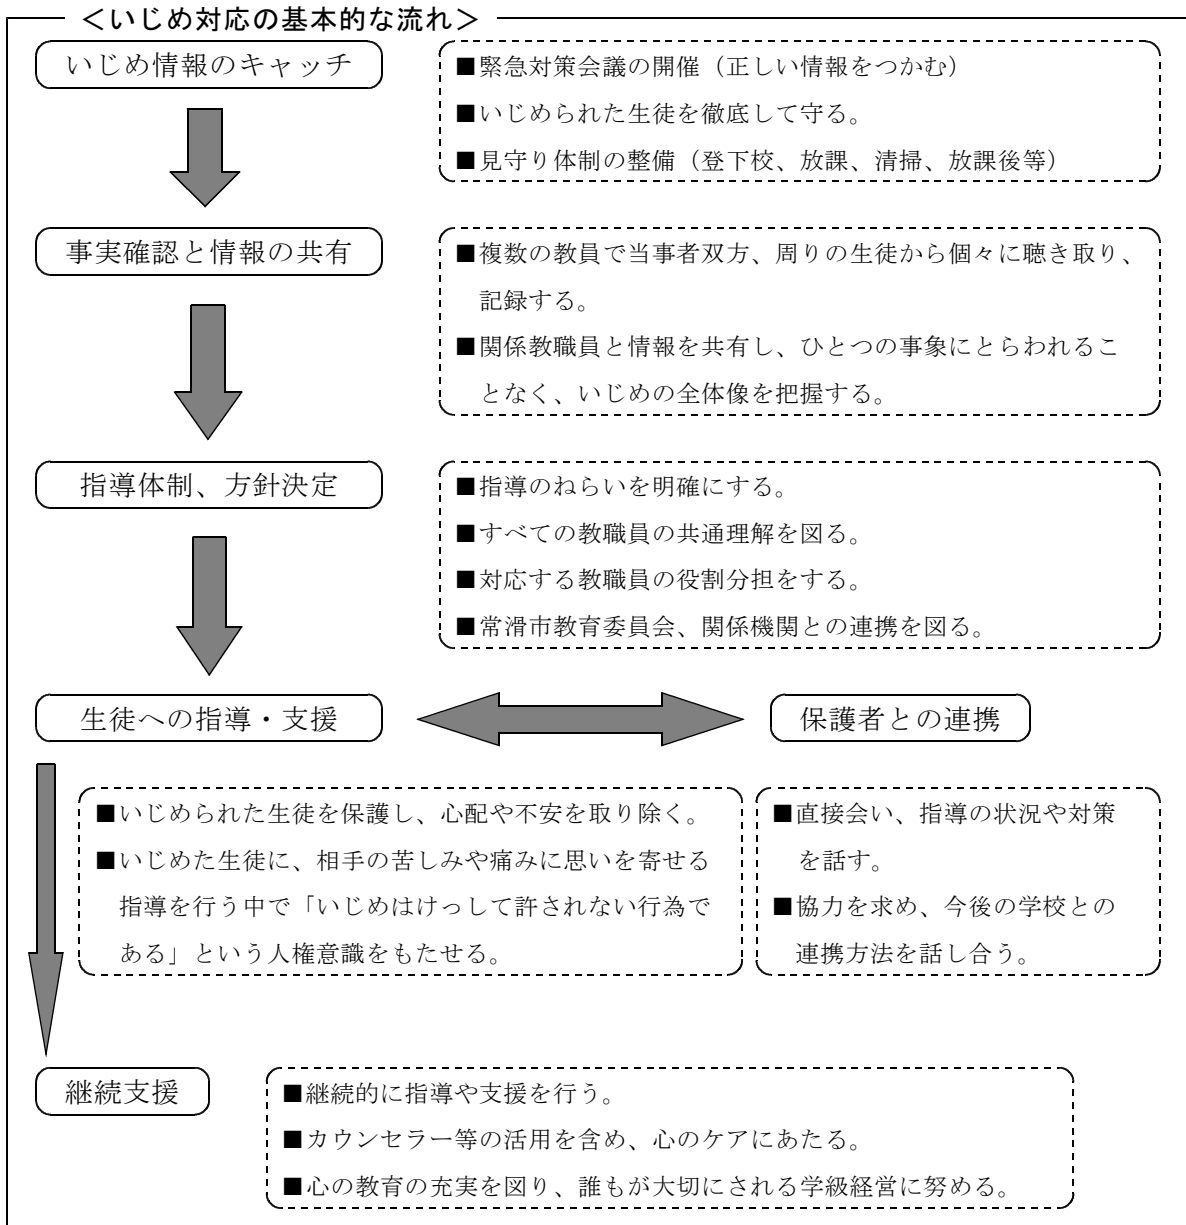 ＜いじめ対応の基本的な流れ＞
いじめ情報のキャッチ
■緊急対策会議の開催（正しい情報をつかむ）
■いじめられた生徒を徹底して守る。
■見守り体制の整備（登下校、放課、清掃、放課後等）
事実確認と情報の共有
■複数の教員で当事者双方、周りの生徒から個々に聴き取り、
記録する。
■関係教職員と情報を共有し、ひとつの事象にとらわれるこ
となく、いじめの全体像を把握する。
指導体制、方針決定
■指導のねらいを明確にする。
■すべての教職員の共通理解を図る。
■対応する教職員の役割分担をする。
■常滑市教育委員会、関係機関との連携を図る。
生徒への指導・支援
保護者との連携
■いじめられた生徒を保護し、心配や不安を取り除く。
■いじめた生徒に、相手の苦しみや痛みに思いを寄せる
指導を行う中で「いじめはけっして許されない行為で
ある」という人権意識をもたせる。
■直接会い、指導の状況や対策
を話す。
■協力を求め、今後の学校との
連携方法を話し合う。
継続支援
■継続的に指導や支援を行う。
■カウンセラー等の活用を含め、心のケアにあたる。
■心の教育の充実を図り、誰もが大切にされる学級経営に努める。